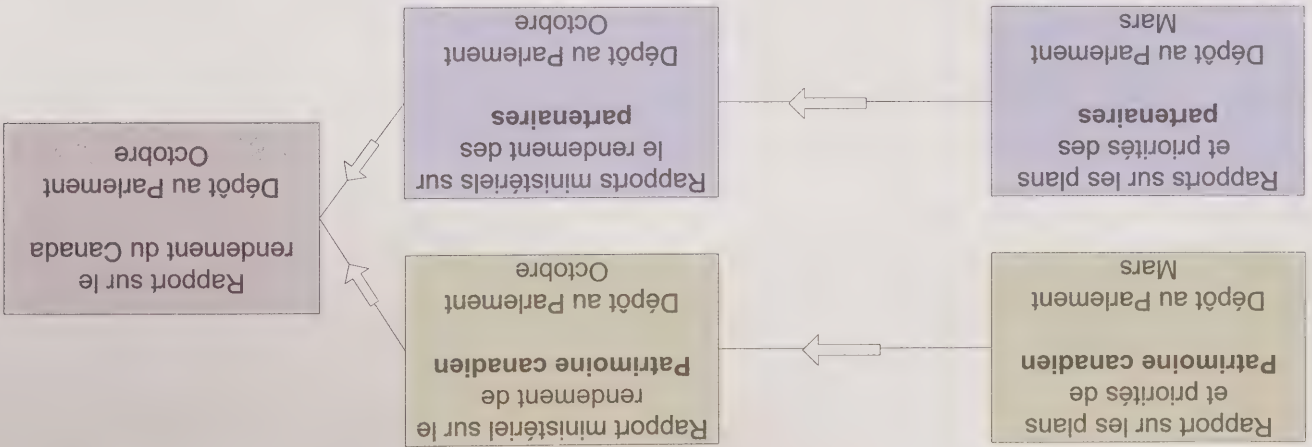 Rapport sur les plans
et priorités de
Patrimoine canadien
Dépôt au Parlement
Mars
Rapport ministériel sur le
rendement de
Patrimoine canadien
Dépôt au Parlement
Octobre
Rapport sur le
rendement du Canada
Dépôt au Parlement
Octobre
Rapports sur les plans
et priorités des
partenaires
Dépôt au Parlement
Mars
Rapports ministériels sur
le rendement des
partenaires
Dépôt au Parlement
Octobre